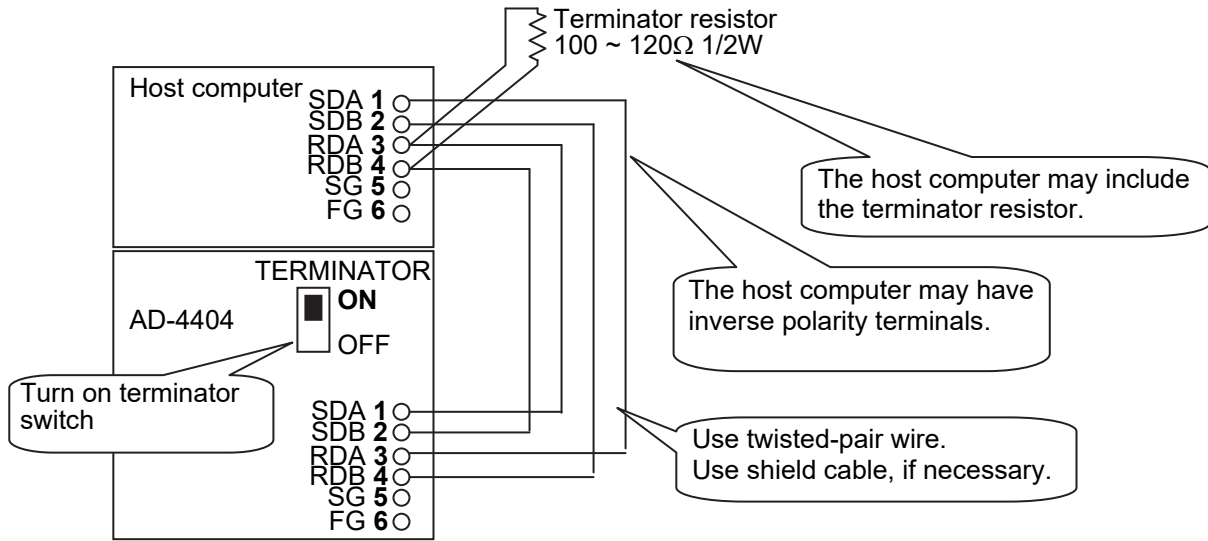 Terminator resistor
100 ~ 120Ω 1/2W
Host computer
SDA 1
SDB 2
RDA 3
RDB 4
SG 5
FG 6
The host computer may include
the terminator resistor.
TERMINATOR
ON
OFF
AD-4404
The host computer may have
inverse polarity terminals.
Turn on terminator
switch
SDA 1
SDB 2
RDA 3
RDB 4
SG 5
FG 6
Use twisted-pair wire.
Use shield cable, if necessary.